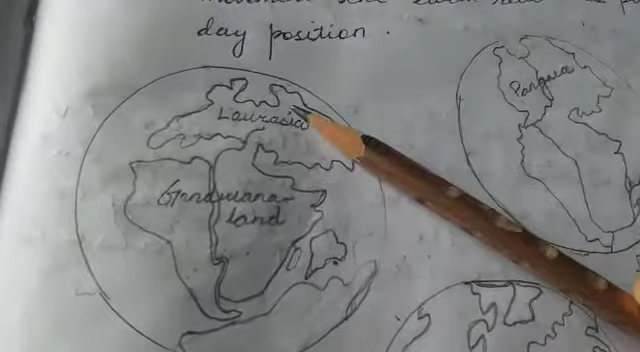 day position .
Laurasia
Pangaea
Gondwana-
land